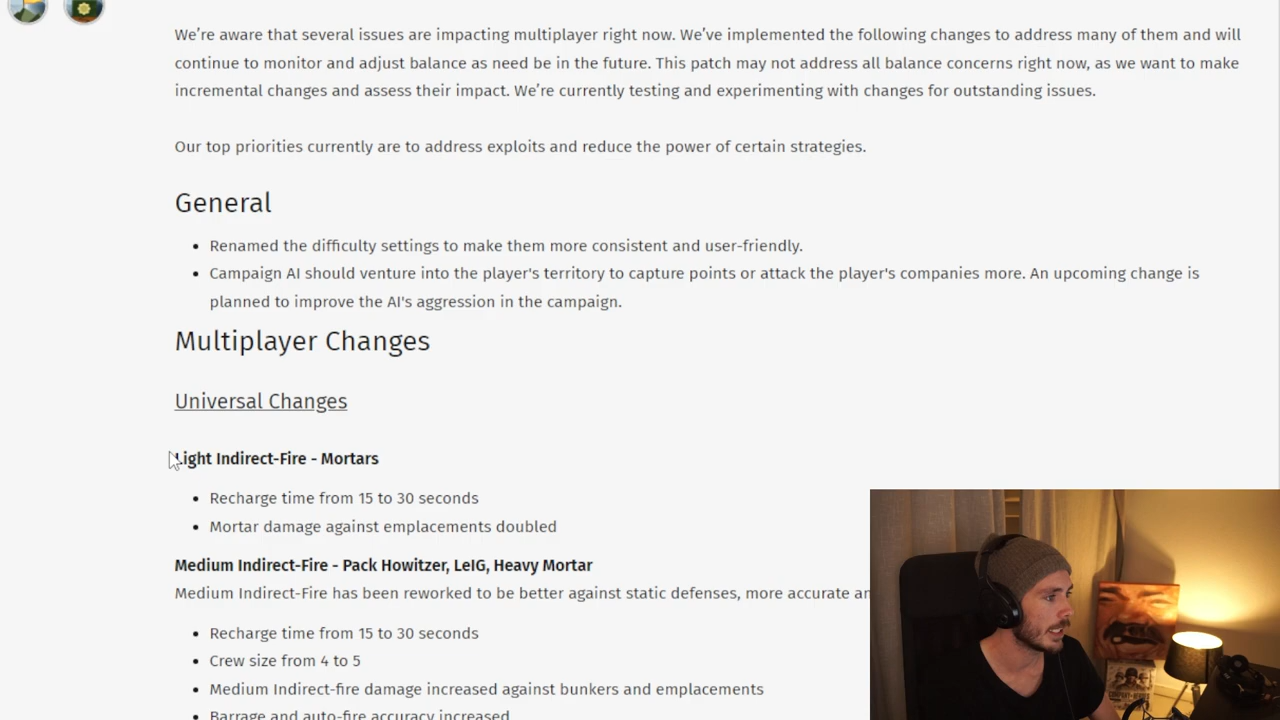 We're aware that several issues are impacting multiplayer right now. We've implemented the following changes to address many of them and will
continue to monitor and adjust balance as need be in the future. This patch may not address all balance concerns right now, as we want to make
incremental changes and assess their impact. We're currently testing and experimenting with changes for outstanding issues.
Our top priorities currently are to address exploits and reduce the power of certain strategies.
General
• Renamed the difficulty settings to make them more consistent and user-friendly.
• Campaign AI should venture into the player's territory to capture points or attack the player's companies more. An upcoming change is
planned to improve the AI's aggression in the campaign.
Multiplayer Changes
Universal Changes
Light Indirect-Fire - Mortars
• Recharge time from 15 to 30 seconds
• Mortar damage against emplacements doubled
Medium Indirect-Fire - Pack Howitzer, LeIG, Heavy Mortar
Medium Indirect-Fire has been reworked to be better against static defenses, more accurate
• Recharge time from 15 to 30 seconds
• Crew size from 4 to 5
• Medium Indirect-fire damage increased against bunkers and emplacements
• Barrage and auto-fire accuracy increased